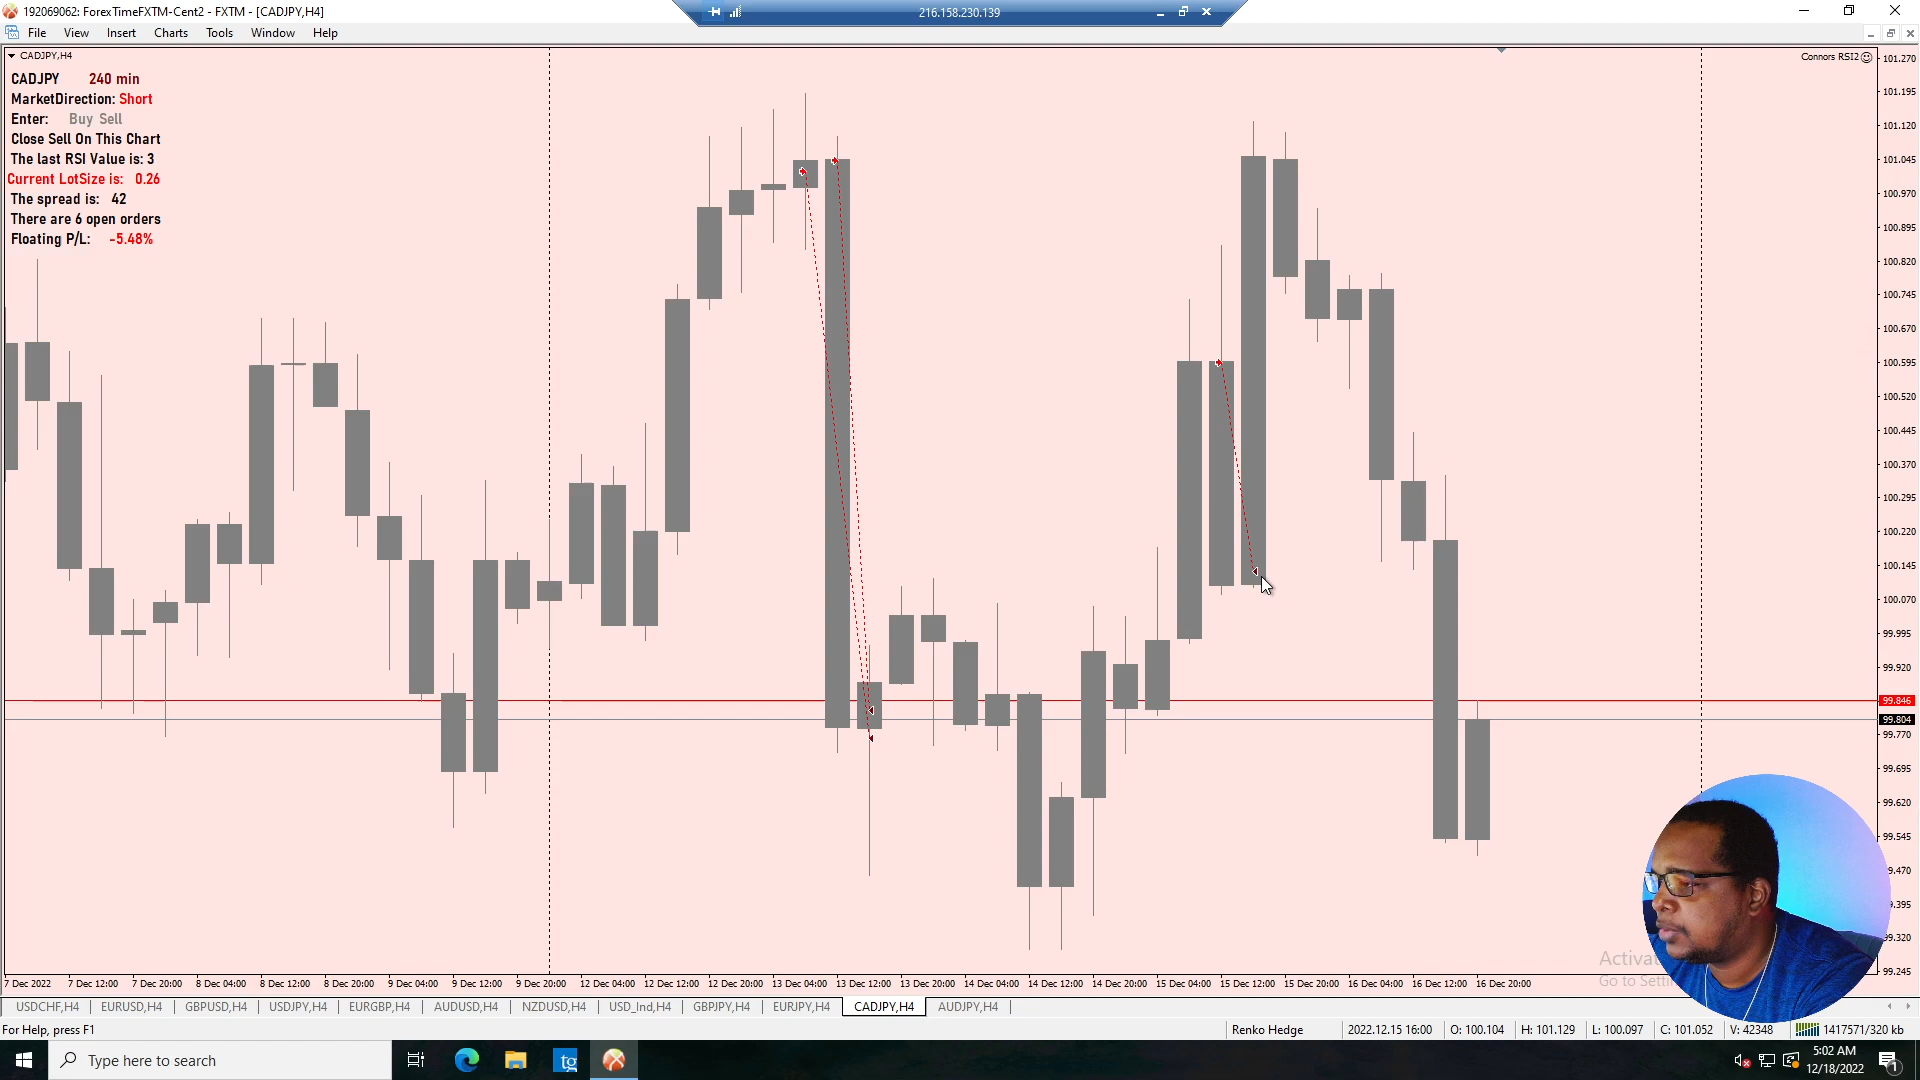 192069062: ForexTimeFXTM-Cent2 - FXTM - [CADJPY,H4]
216.158.230.139
File View Insert Charts Tools Window Help
CADJPY,H4
Connors RSI2
CADJPY 240 min
MarketDirection: Short
Enter: Buy Sell
Close Sell On This Chart
The last RSI Value is: 3
Current LotSize is: 0.26
The spread is: 42
There are 6 open orders
Floating P/L: -5.48%
101.270
101.195
101.120
101.045
100.970
100.895
100.820
100.745
100.670
100.595
100.520
100.445
100.370
100.295
100.220
100.145
100.070
99.995
99.920
99.846
99.804
99.770
99.695
99.620
99.545
99.470
99.245
7 Dec 2022 7 Dec 12:00 7 Dec 20:00 8 Dec 04:00 8 Dec 12:00 8 Dec 20:00 9 Dec 04:00 9 Dec 12:00 9 Dec 20:00 12 Dec 04:00 12 Dec 12:00 12 Dec 20:00 13 Dec 04:00 13 Dec 12:00 13 Dec 20:00 14 Dec 04:00 14 Dec 12:00 14 Dec 20:00 15 Dec 04:00 15 Dec 12:00 15 Dec 20:00 16 Dec 04:00 16 Dec 12:00 16 Dec 20:00
USDCHF,H4 EURUSD,H4 GBPUSD,H4 USDJPY,H4 EURGBP,H4 AUDUSD,H4 NZDUSD,H4 USD_Ind,H4 GBPJPY,H4 EURJPY,H4 CADJPY,H4 AUDJPY,H4
For Help, press F1
Renko Hedge 2022.12.15 16:00 O: 100.104 H: 101.129 L: 100.097 C: 101.052 V: 42348 1417571/320 kb
Type here to search
tg
5:02 AM
12/18/2022
1